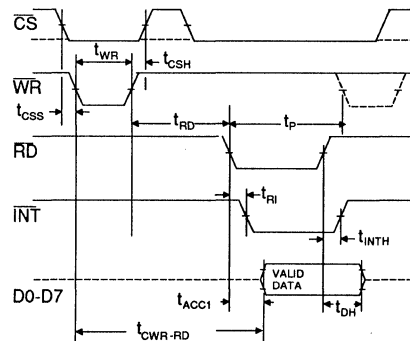 CS
tWR
tCSH
WR
tCSS
tRD
tP
RD
tRI
INT
tINTH
VALID
DATA
D0-D7
tACC1
tDH
tCWR-RD